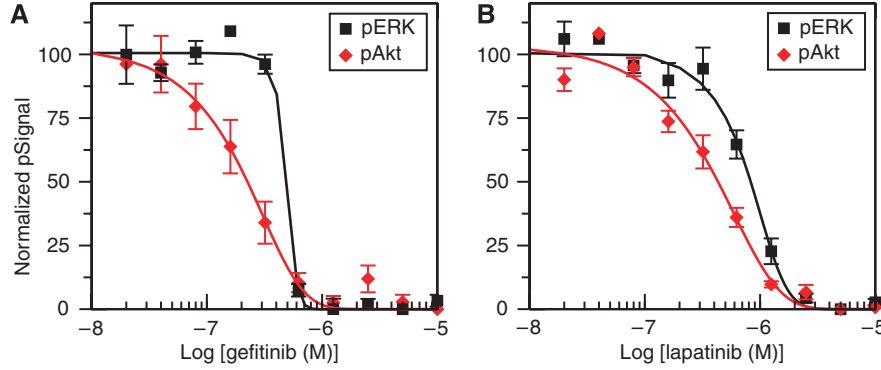 A
pERK
pAkt
100
75
50
25
0
Normalized pSignal
−8
−7
−6
−5
Log [gefitinib (M)]
B
pERK
pAkt
100
75
50
25
0
−8
−7
−6
−5
Log [lapatinib (M)]